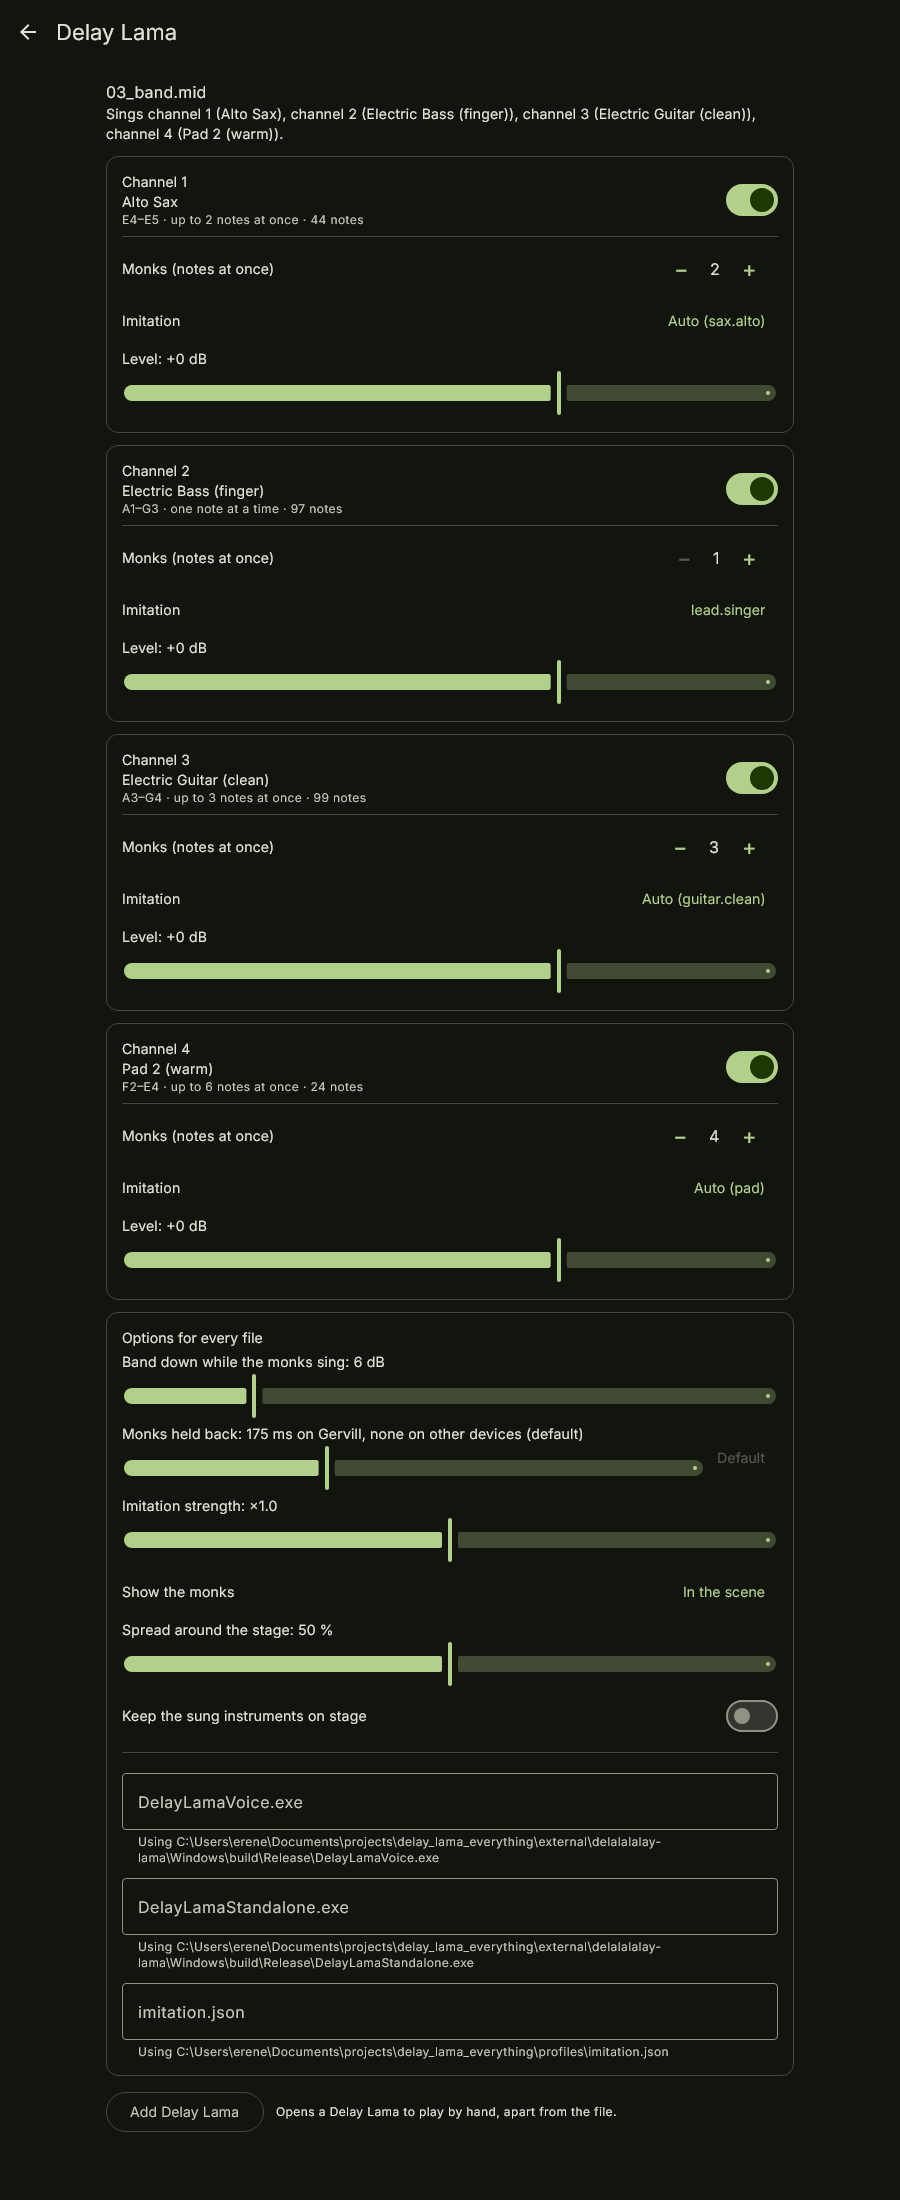 Delay Lama
03_band.mid
Sings channel 1 (Alto Sax), channel 2 (Electric Bass (finger)), channel 3 (Electric Guitar (clean)),
channel 4 (Pad 2 (warm)).
Channel 1
Alto Sax
E4–E5 · up to 2 notes at once · 44 notes
Monks (notes at once) − 2 +
Imitation Auto (sax.alto)
Level: +0 dB
Channel 2
Electric Bass (finger)
A1–G3 · one note at a time · 97 notes
Monks (notes at once) − 1 +
Imitation lead.singer
Level: +0 dB
Channel 3
Electric Guitar (clean)
A3–G4 · up to 3 notes at once · 99 notes
Monks (notes at once) − 3 +
Imitation Auto (guitar.clean)
Level: +0 dB
Channel 4
Pad 2 (warm)
F2–E4 · up to 6 notes at once · 24 notes
Monks (notes at once) − 4 +
Imitation Auto (pad)
Level: +0 dB
Options for every file
Band down while the monks sing: 6 dB
Monks held back: 175 ms on Gervill, none on other devices (default)
Default
Imitation strength: ×1.0
Show the monks In the scene
Spread around the stage: 50 %
Keep the sung instruments on stage
DelayLamaVoice.exe
Using C:\Users\erene\Documents\projects\delay_lama_everything\external\delalalalay-
lama\Windows\build\Release\DelayLamaVoice.exe
DelayLamaStandalone.exe
Using C:\Users\erene\Documents\projects\delay_lama_everything\external\delalalalay-
lama\Windows\build\Release\DelayLamaStandalone.exe
imitation.json
Using C:\Users\erene\Documents\projects\delay_lama_everything\profiles\imitation.json
Add Delay Lama Opens a Delay Lama to play by hand, apart from the file.